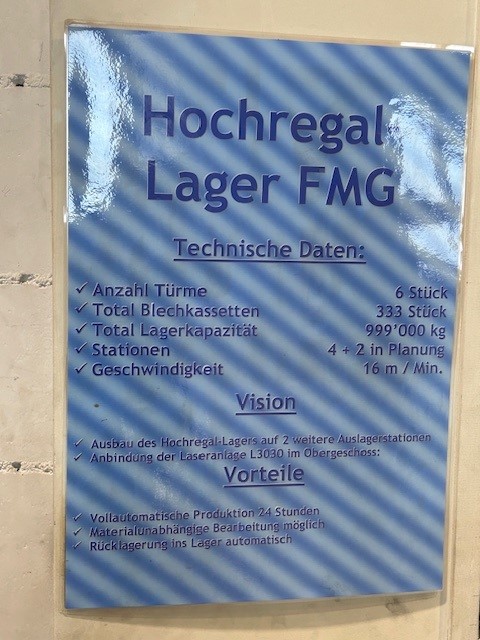 Hochregal-
Lager FMG
Technische Daten:
✓ Anzahl Türme 6 Stück
✓ Total Blechkassetten 333 Stück
✓ Total Lagerkapazität 999'000 kg
✓ Stationen 4 + 2 in Planung
✓ Geschwindigkeit 16 m / Min.
Vision
✓ Ausbau des Hochregal-Lagers auf 2 weitere Auslagerstationen
✓ Anbindung der Laseranlage L3030 im Obergeschoss:
Vorteile
✓ Vollautomatische Produktion 24 Stunden
✓ Materialunabhängige Bearbeitung möglich
✓ Rücklagerung ins Lager automatisch